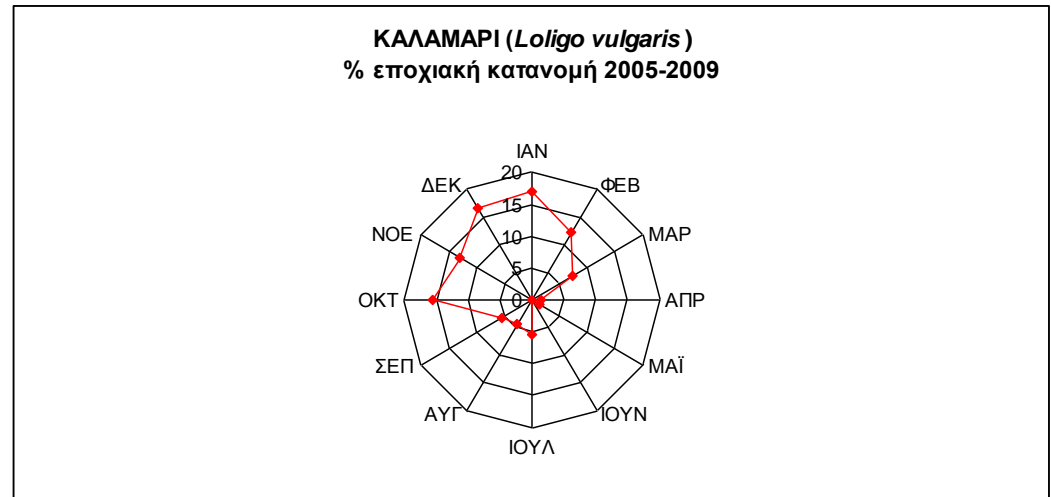 ΚΑΛΑΜΑΡΙ (Loligo vulgaris)
% εποχιακή κατανομή 2005-2009
ΙΑΝ
20
ΔΕΚ
ΦΕΒ
15
ΝΟΕ
ΜΑΡ
10
5
ΟΚΤ
0
ΑΠΡ
ΣΕΠ
ΜΑΪ
ΑΥΓ
ΙΟΥΝ
ΙΟΥΛ